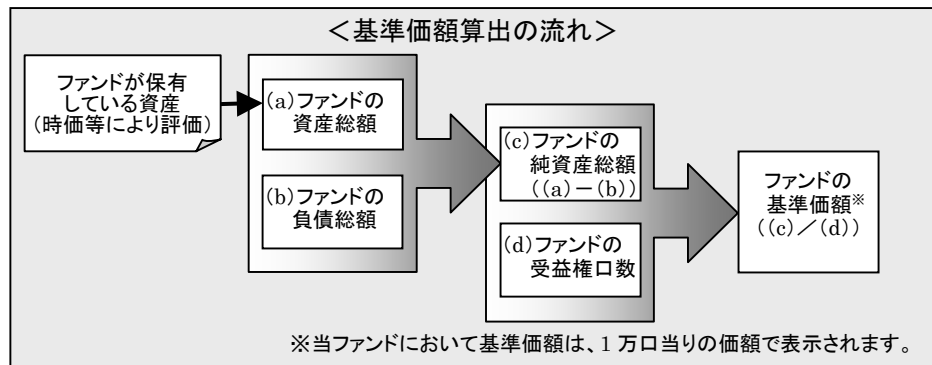 ＜基準価額算出の流れ＞
ファンドが保有
している資産
（時価等により評価）
(a)ファンドの
資産総額
(b)ファンドの
負債総額
(c)ファンドの
純資産総額
((a)－(b))
(d)ファンドの
受益権口数
ファンドの
基準価額※
((c)／(d))
※当ファンドにおいて基準価額は、1 万口当りの価額で表示されます。